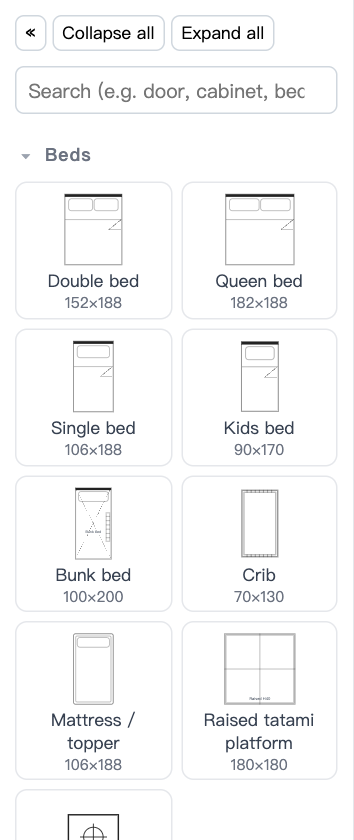 «
Collapse all
Expand all
Search (e.g. door, cabinet, bec
Beds
Double bed
152×188
Queen bed
182×188
Single bed
106×188
Kids bed
90×170
Bunk bed
Bunk bed
100×200
Crib
70×130
Mattress /
topper
106×188
Raised tatami
platform
180×180